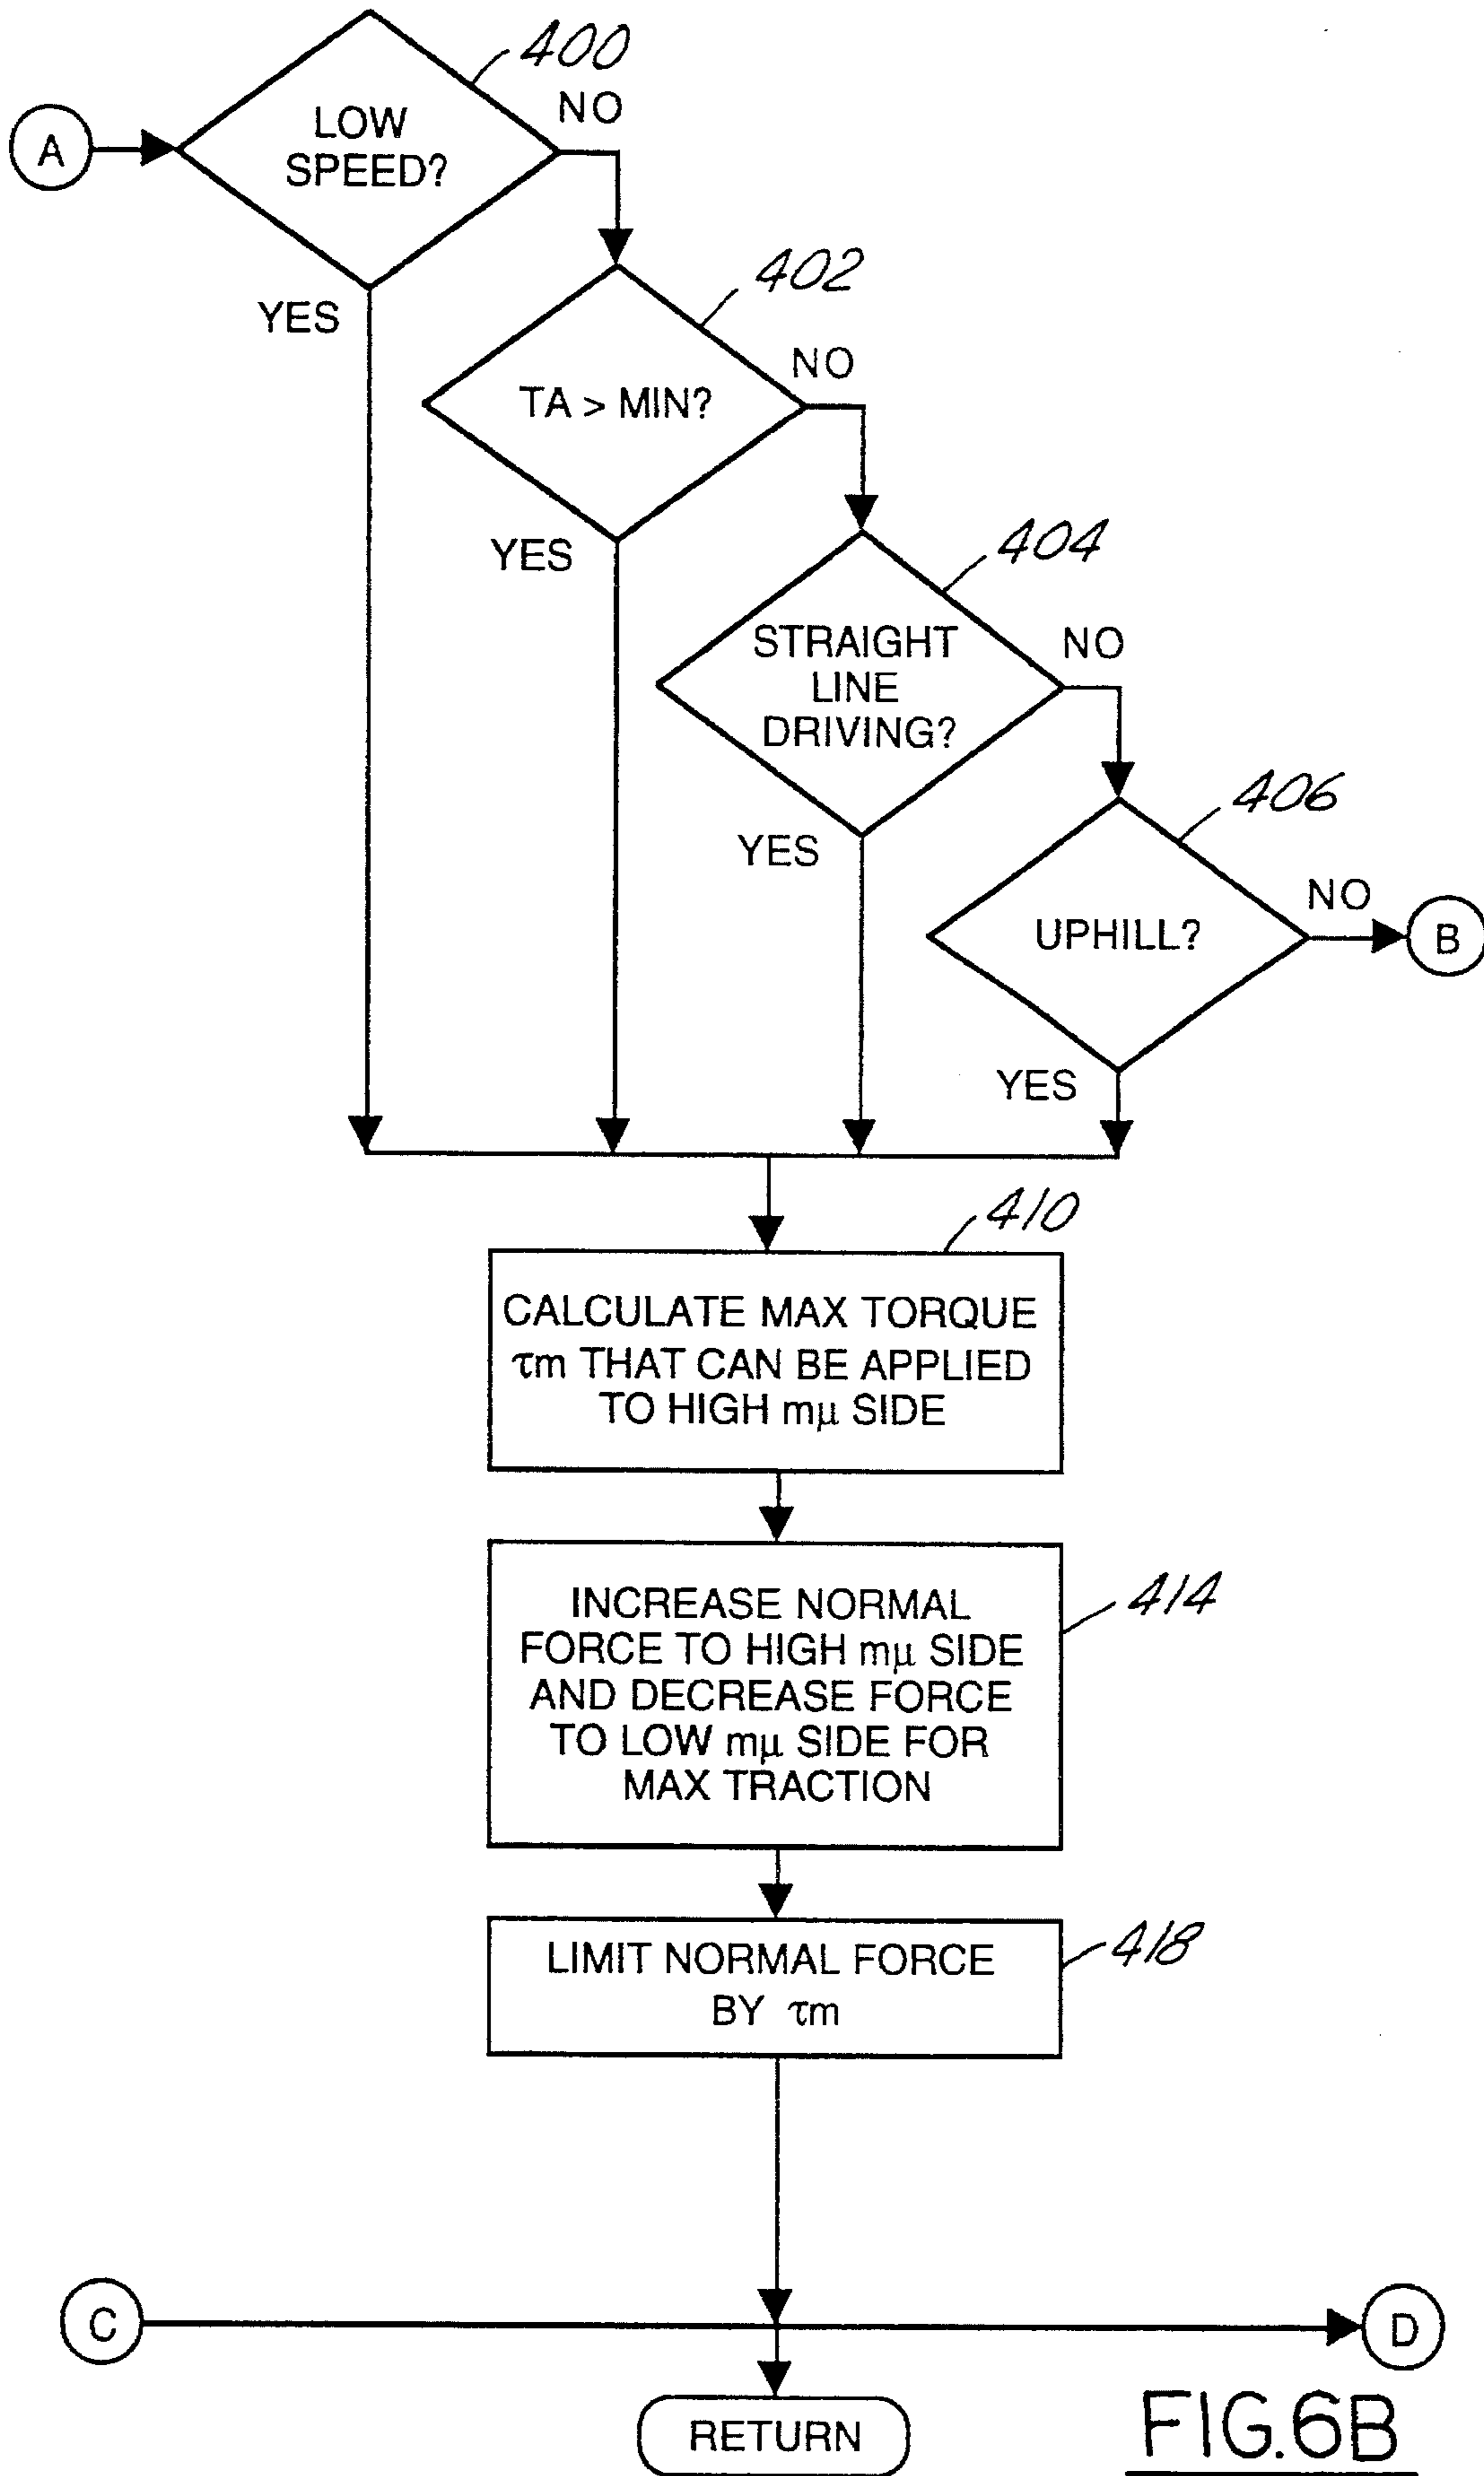 400
A
LOW
SPEED?
NO
YES
402
TA > MIN?
NO
YES
404
STRAIGHT
LINE
DRIVING?
NO
YES
406
UPHILL?
NO
B
YES
410
CALCULATE MAX TORQUE
τm THAT CAN BE APPLIED
TO HIGH mμ SIDE
414
INCREASE NORMAL
FORCE TO HIGH mμ SIDE
AND DECREASE FORCE
TO LOW mμ SIDE FOR
MAX TRACTION
418
LIMIT NORMAL FORCE
BY τm
C
D
RETURN
FIG.6B